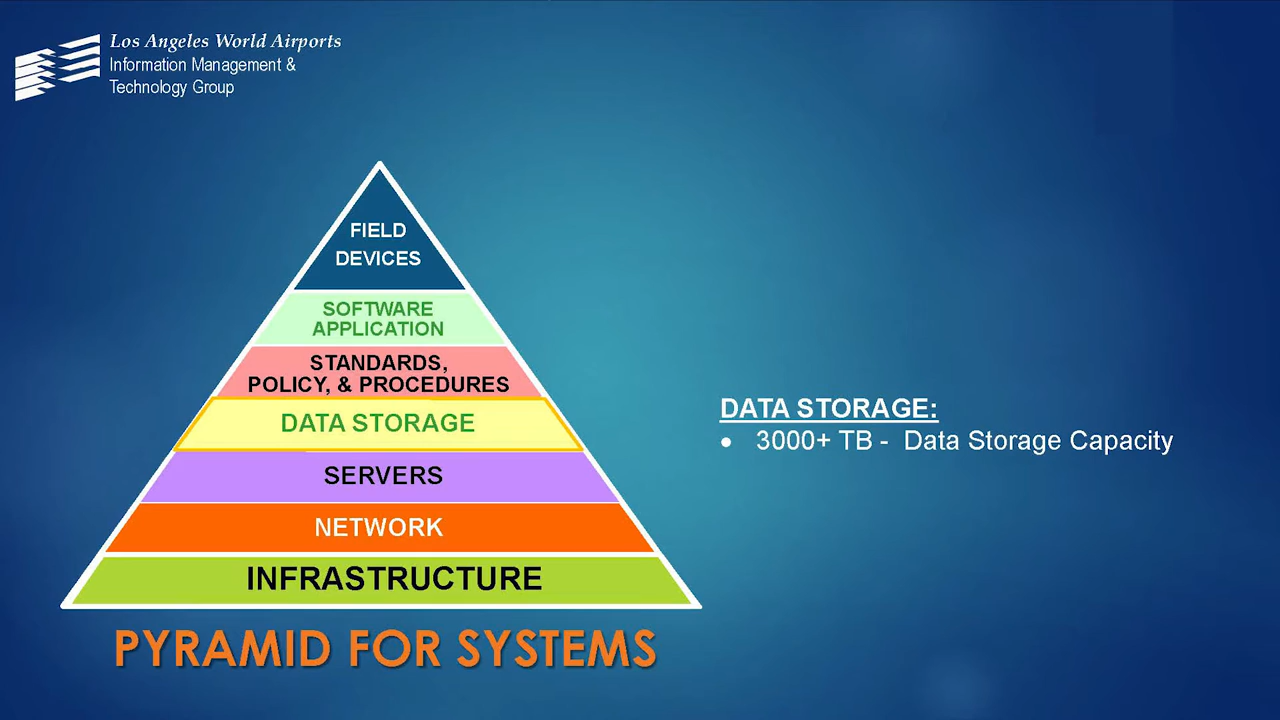 Los Angeles World Airports
Information Management &
Technology Group
FIELD
DEVICES
SOFTWARE
APPLICATION
STANDARDS,
POLICY, & PROCEDURES
DATA STORAGE
SERVERS
NETWORK
INFRASTRUCTURE
PYRAMID FOR SYSTEMS
DATA STORAGE:
• 3000+ TB - Data Storage Capacity